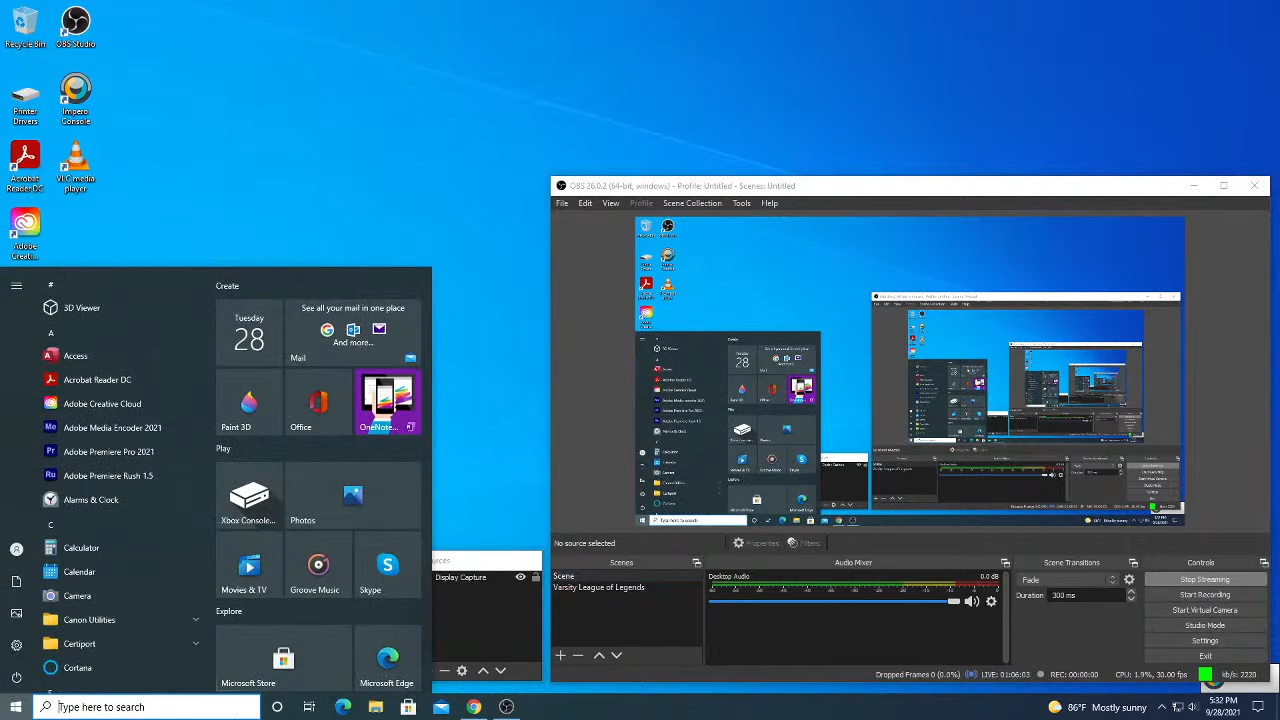 Recycle Bin
OBS Studio
Printer
Drivers
Impero
Console
Acrobat
Reader DC
VLC media
player
Adobe
Creati...
OBS 26.0.2 (64-bit, windows) - Profile: Untitled - Scenes: Untitled
File Edit View Profile Scene Collection Tools Help
#
3D Viewer
A
Access
Acrobat Reader DC
Adobe Creative Cloud
Adobe Media Encoder 2021
Adobe Premiere Pro 2021
Adobe Premiere Rush 1.5
Alarms & Clock
C
Calculator
Calendar
Camera
Canon Utilities
Certiport
Cortana
Create
Tuesday
28
See all your mail in one place
And more...
Mail
Paint 3D
Office
OneNote...
Play
Xbox Console...
Photos
Movies & TV
Groove Music
Skype
Explore
Microsoft Store
Microsoft Edge
Display Capture
No source selected
Properties
Filters
Scenes
Scene
Varsity League of Legends
Audio Mixer
Desktop Audio
0.0 dB
Scene Transitions
Fade
Duration 300 ms
Controls
Stop Streaming
Start Recording
Start Virtual Camera
Studio Mode
Settings
Exit
Dropped Frames 0 (0.0%) LIVE: 01:06:03 REC: 00:00:00 CPU: 1.9%, 30.00 fps kb/s: 2220
Type here to search
86°F Mostly sunny
5:32 PM
9/28/2021